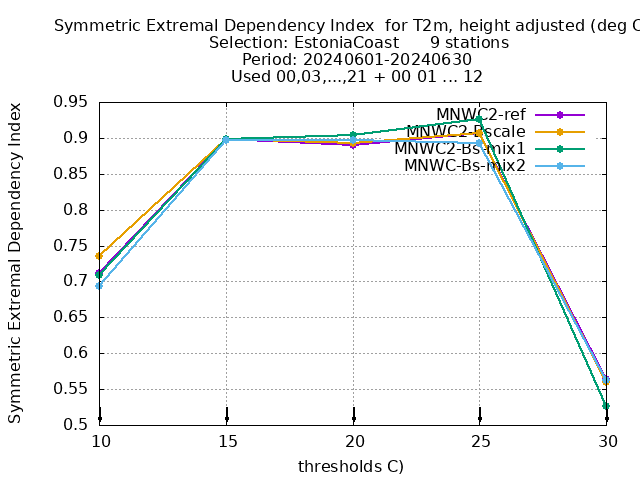 Symmetric Extremal Dependency Index  for T2m, height adjusted (deg C
Selection: EstoniaCoast      9 stations
Period: 20240601-20240630
Used 00,03,...,21 + 00 01 ... 12
Symmetric Extremal Dependency Index
0.95
0.9
0.85
0.8
0.75
0.7
0.65
0.6
0.55
0.5
MNWC2-ref
MNWC2-Bscale
MNWC2-Bs-mix1
MNWC-Bs-mix2
10 15 20 25 30
thresholds C)